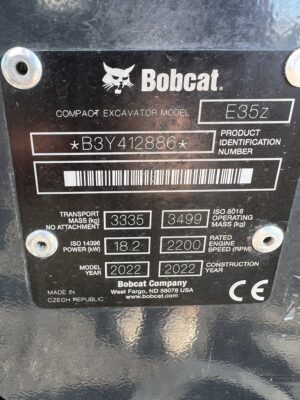 Bobcat.
COMPACT EXCAVATOR MODEL E35z
*B3Y412886* PRODUCT IDENTIFICATION NUMBER
TRANSPORT MASS (kg) NO ATTACHMENT 3335 3499 ISO 6016 OPERATING MASS (kg)
ISO 14396 POWER (kW) 18.2 2200 RATED ENGINE SPEED (RPM)
MODEL YEAR 2022 2022 CONSTRUCTION YEAR
Bobcat Company
MADE IN CZECH REPUBLIC West Fargo, ND 58078 USA
www.bobcat.com
CE